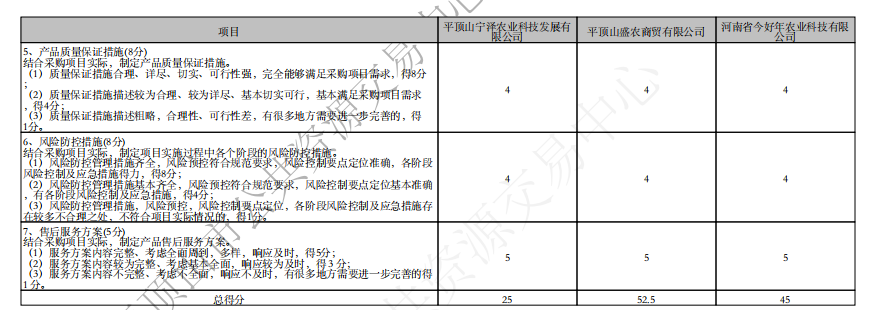 项目 平顶山宁泽农业科技发展有 平顶山盛农商贸有限公司 河南省今好年农业科技有限
限公司 公司
5、产品质量保证措施(8分)
结合采购项目实际，制定产品质量保证措施。
（1）质量保证措施合理、详尽、切实、可行性强，完全能够满足采购项目需求，得8分
；
（2）质量保证措施描述较为合理、较为详尽、基本切实可行，基本满足采购项目需求
，得4分；
（3）质量保证措施描述粗略，合理性、可行性差，有很多地方需要进一步完善的，得
1分。
4 4 4
6、风险防控措施(8分)
结合采购项目实际，制定项目实施过程中各个阶段的风险防控措施。
（1）风险防控管理措施齐全，风险预控符合规范要求，风险控制要点定位准确，各阶段
风险控制及应急措施得力，得8分；
（2）风险防控管理措施基本齐全，风险预控符合规范要求，风险控制要点定位基本准确
，有各阶段风险控制及应急措施，得4分；
（3）风险防控管理措施，风险预控，风险控制要点定位，各阶段风险控制及应急措施存
在较多不合理之处，不符合项目实际情况的，得1分。
4 4 4
7、售后服务方案(5分)
结合采购项目实际，制定产品售后服务方案。
（1）服务方案内容完整、考虑全面周到，多样，响应及时，得5分；
（2）服务方案内容较为完整、考虑基本全面，响应较为及时，得 3 分；
（3）服务方案内容不完整、考虑不全面，响应不及时，有很多地方需要进一步完善的得
1 分。
5 5 5
总得分 25 52.5 45
顶山市公共资源交易中心
共资源交易中心